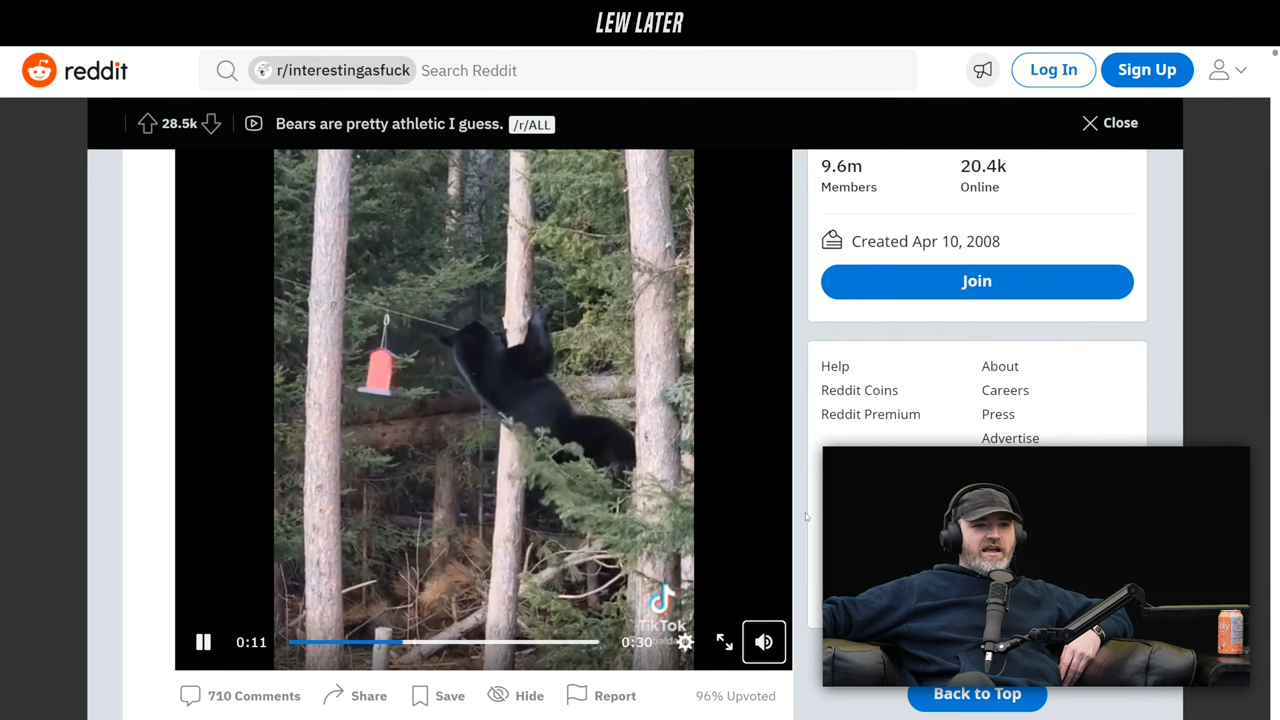 LEW LATER
reddit
r/interestingasfuck Search Reddit
Log In
Sign Up
28.5k
Bears are pretty athletic I guess. /r/ALL
Close
9.6m
Members
20.4k
Online
Created Apr 10, 2008
Join
Help
About
Reddit Coins
Careers
Reddit Premium
Press
Advertise
TikTok
0:11
0:30
710 Comments
Share
Save
Hide
Report
96% Upvoted
Back to Top